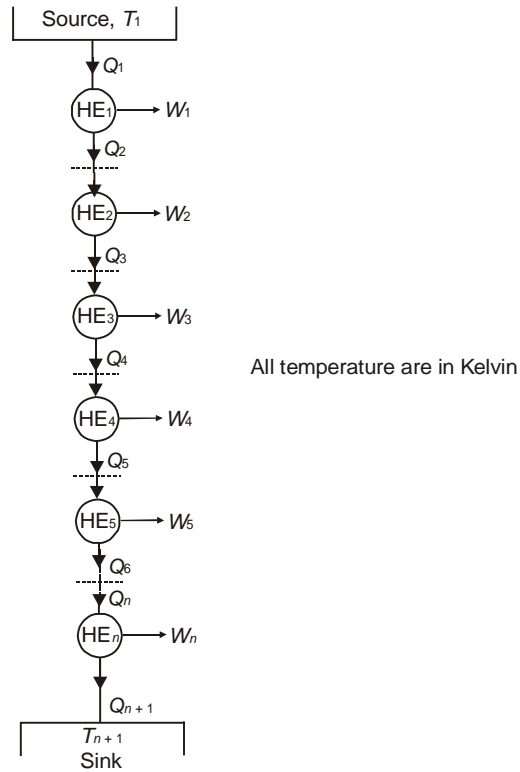 Source, T1
Q1
HE1 W1
Q2
HE2 W2
Q3
HE3 W3
Q4
All temperature are in Kelvin
HE4 W4
Q5
HE5 W5
Q6
Qn
HEn Wn
Qn + 1
Tn + 1
Sink